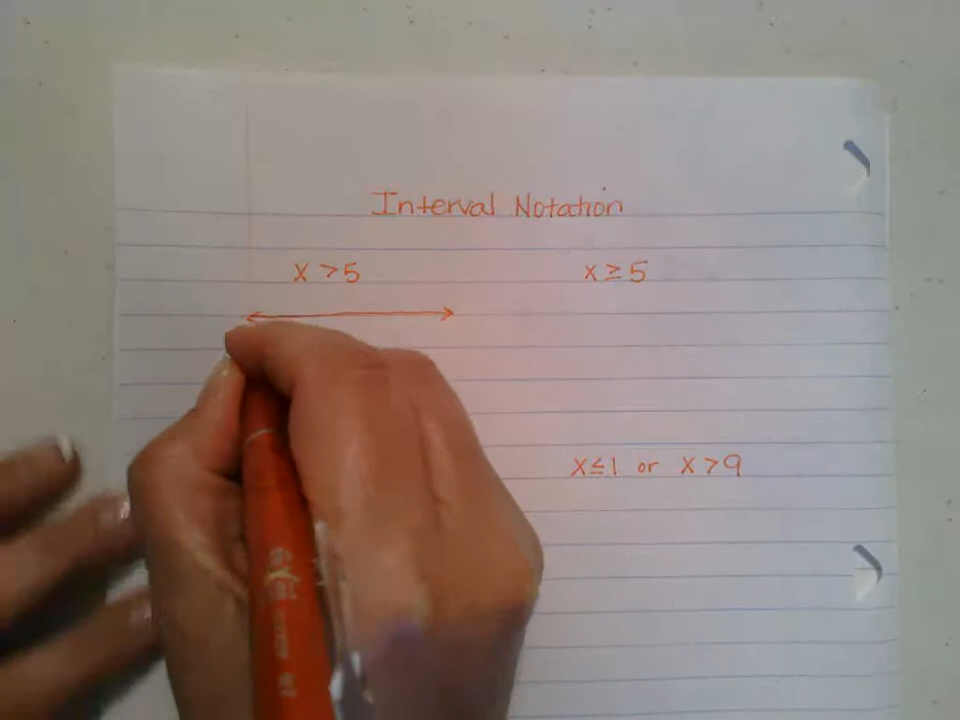 Interval Notation
x > 5 x ≥ 5
x ≤ 1 or x > 9